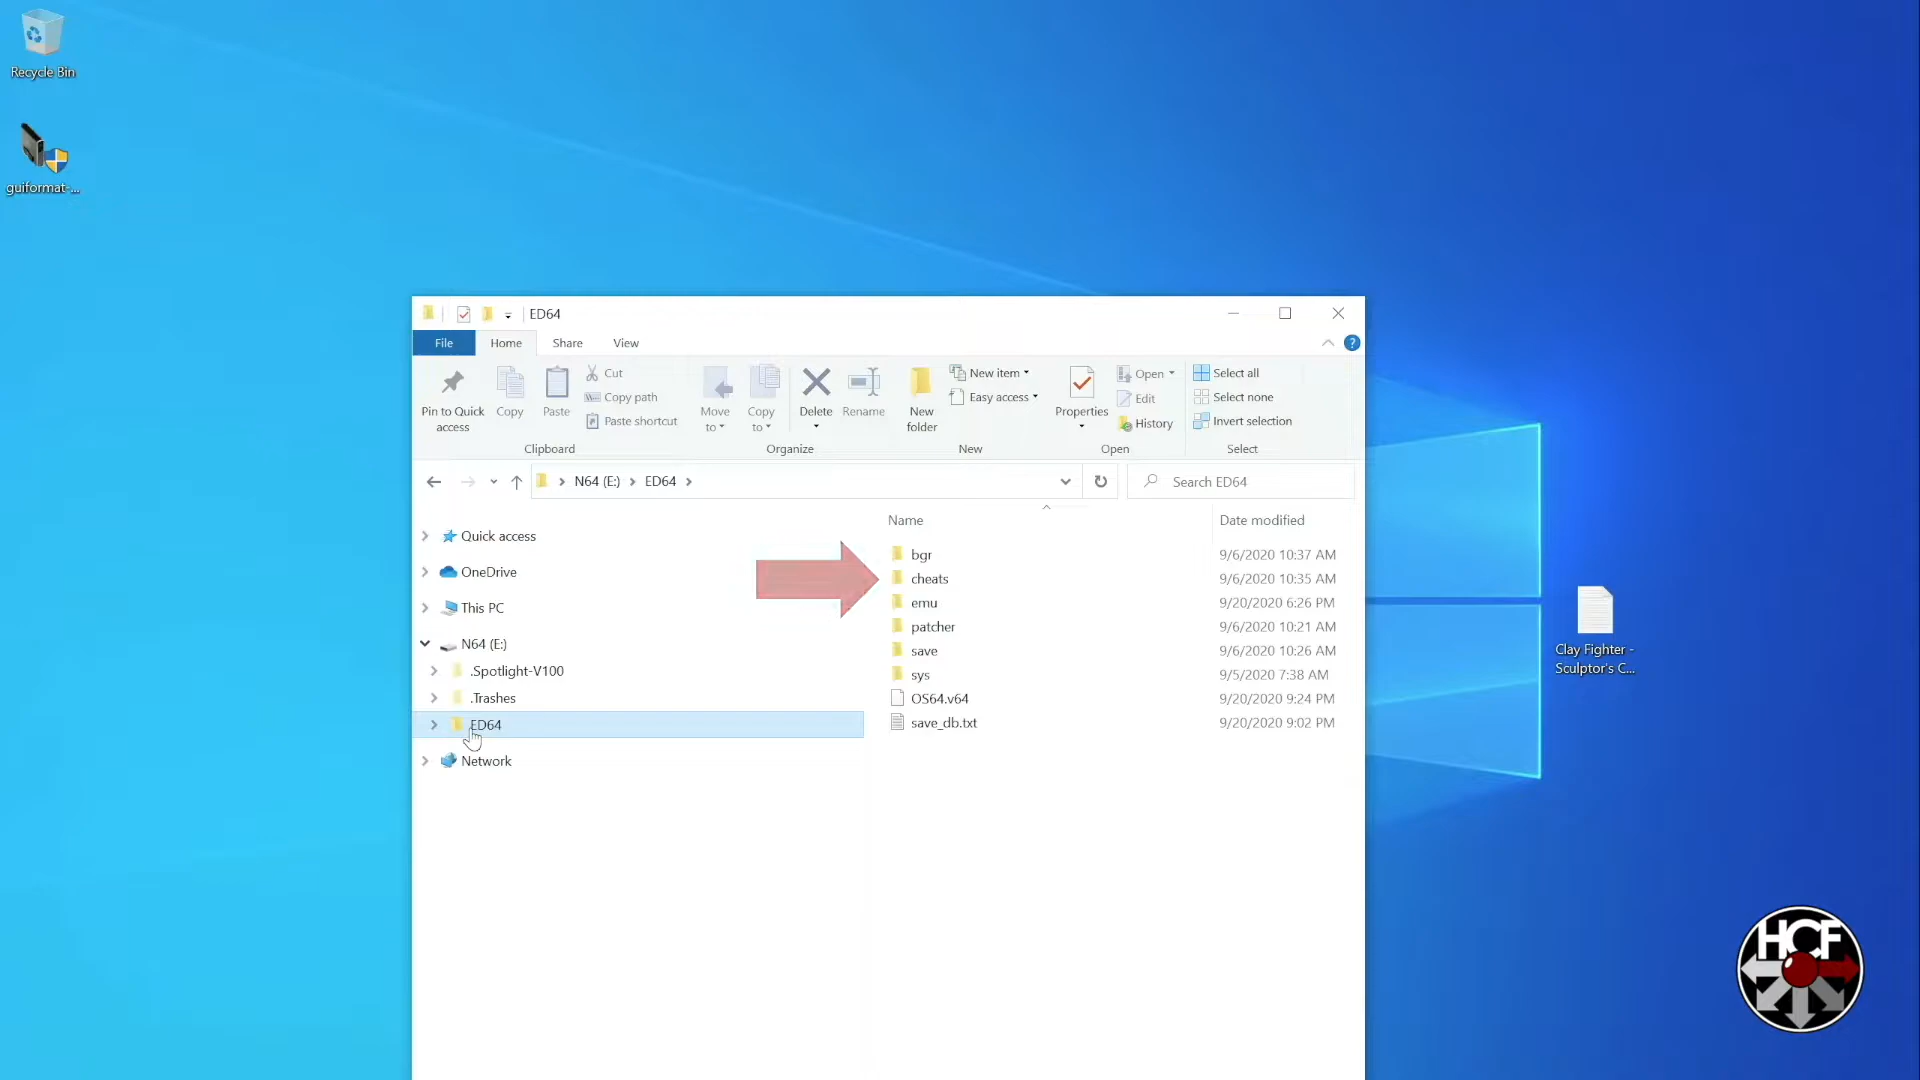 Recycle Bin
guiformat-...
ED64
File Home Share View
Pin to Quick access
Copy
Paste
Cut
Copy path
Paste shortcut
Clipboard
Move to
Copy to
Delete
Rename
Organize
New folder
New item
Easy access
New
Properties
Open
Edit
History
Open
Select all
Select none
Invert selection
Select
N64 (E:) ED64
Search ED64
Quick access
OneDrive
This PC
N64 (E:)
.Spotlight-V100
.Trashes
ED64
Network
Name Date modified
bgr 9/6/2020 10:37 AM
cheats 9/6/2020 10:35 AM
emu 9/20/2020 6:26 PM
patcher 9/6/2020 10:21 AM
save 9/6/2020 10:26 AM
sys 9/5/2020 7:38 AM
OS64.v64 9/20/2020 9:24 PM
save_db.txt 9/20/2020 9:02 PM
Clay Fighter -
Sculptor's C...
HCF